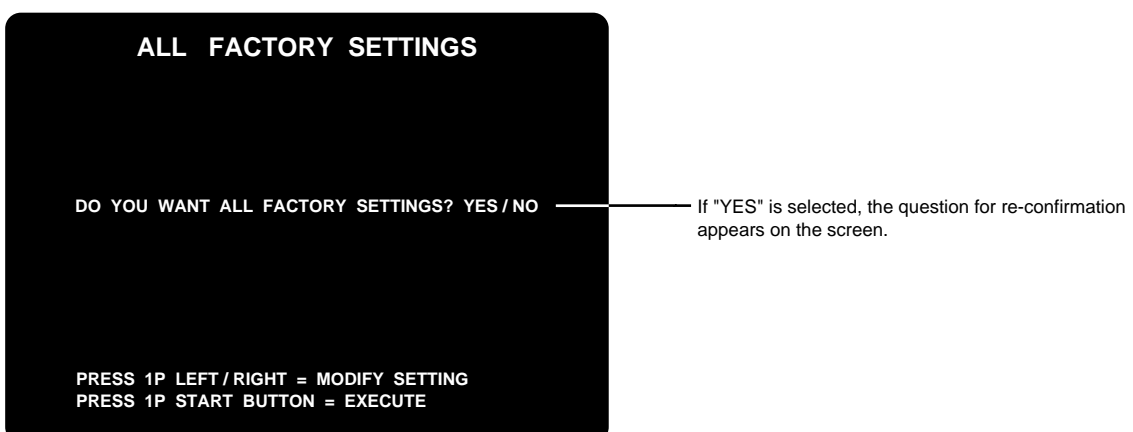 ALL FACTORY SETTINGS
DO YOU WANT ALL FACTORY SETTINGS? YES / NO
If "YES" is selected, the question for re-confirmation
appears on the screen.
PRESS 1P LEFT / RIGHT = MODIFY SETTING
PRESS 1P START BUTTON = EXECUTE